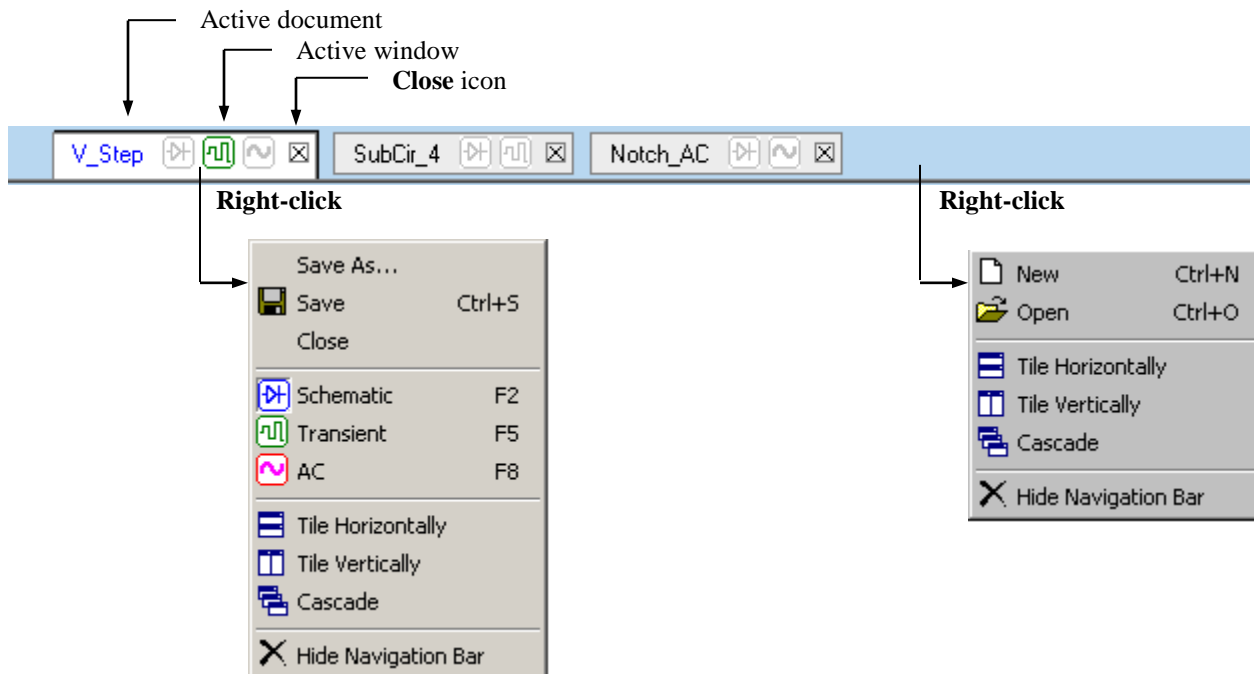 Active document
Active window
Close icon
V_Step
SubCir_4
Notch_AC
Right-click
Right-click
Save As...
Save Ctrl+S
Close
Schematic F2
Transient F5
AC F8
Tile Horizontally
Tile Vertically
Cascade
Hide Navigation Bar
New Ctrl+N
Open Ctrl+O
Tile Horizontally
Tile Vertically
Cascade
Hide Navigation Bar